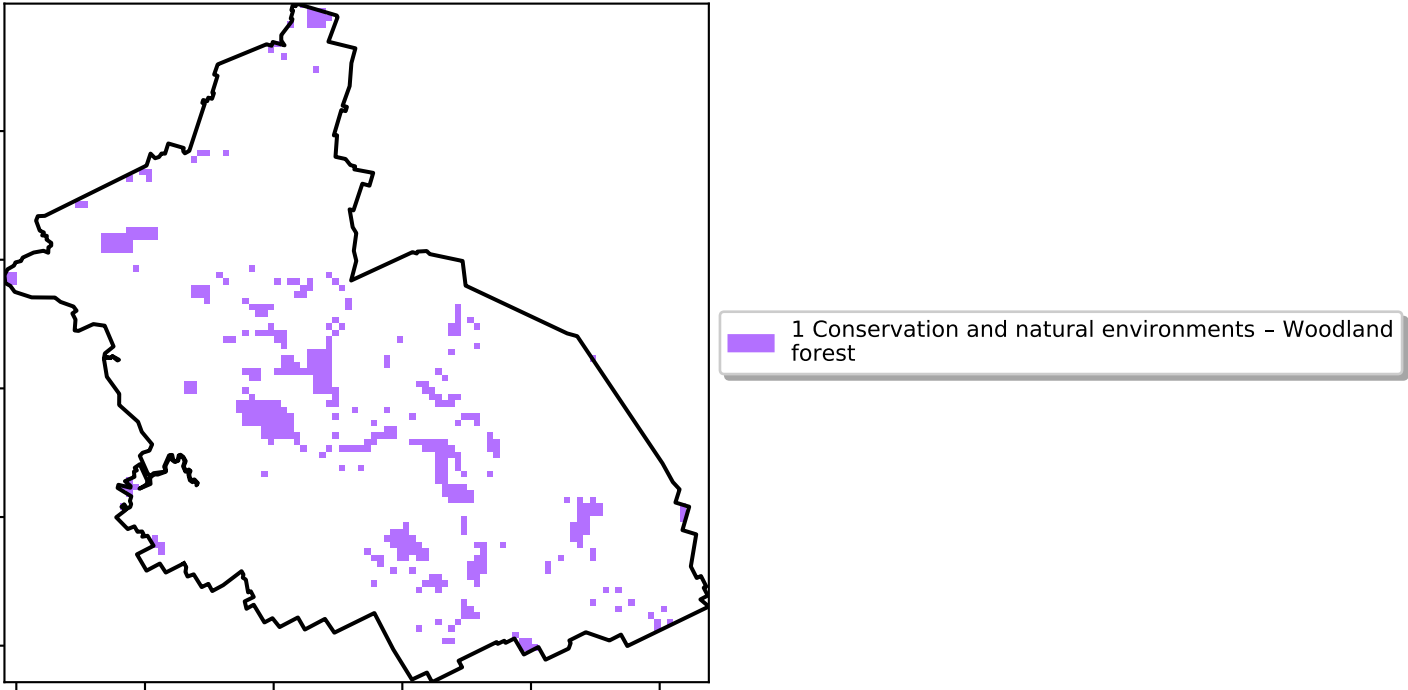 1 Conservation and natural environments – Woodland
forest